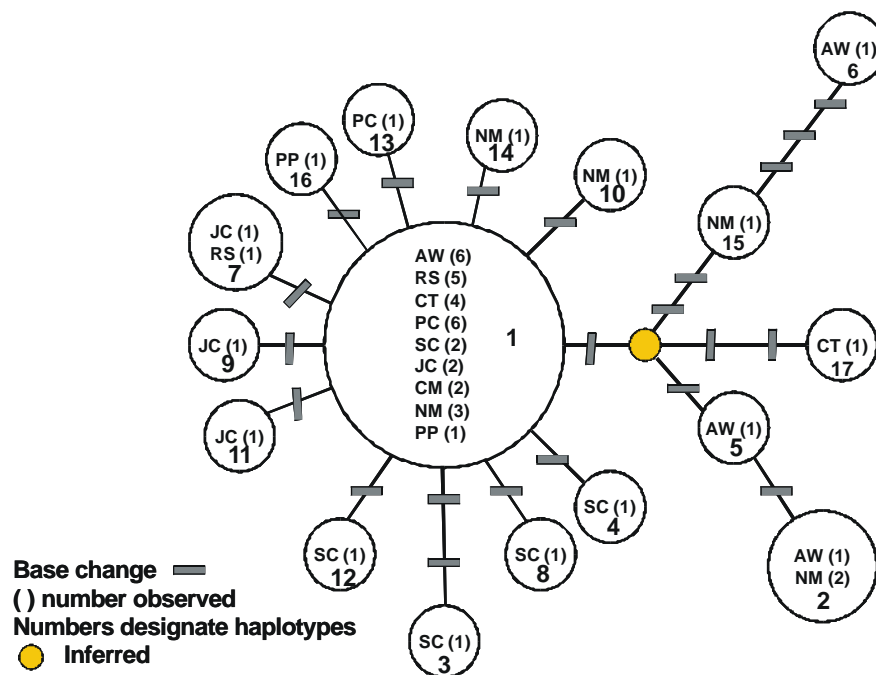 AW (1)
6
PC (1)
13
NM (1)
14
PP (1)
16
NM (1)
10
JC (1)
RS (1)
7
NM (1)
15
AW (6)
RS (5)
CT (4)
PC (6)
SC (2)
JC (2)
CM (2)
NM (3)
PP (1)
1
JC (1)
9
CT (1)
17
JC (1)
11
AW (1)
5
SC (1)
4
SC (1)
12
SC (1)
8
AW (1)
NM (2)
2
SC (1)
3
Base change
( ) number observed
Numbers designate haplotypes
Inferred